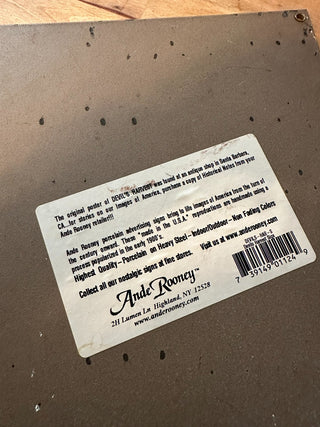 The original poster of DEVIL'S HARVEST was found at an antique shop in Santa Barbara,
CA...for stories on our Images of America, purchase a copy of Historical Notes from your
Ande Rooney retailer!!!
Ande Rooney porcelain advertising signs bring to life images of America from the turn of
the century onward. These "made in the U.S.A." reproductions are handmade using a
process popularized in the early 1900's.
Highest Quality—Porcelain on Heavy Steel—Indoor/Outdoor—Non Fading Colors
Collect all our nostalgic signs at fine stores. Visit us at www.anderooney.com
Ande Rooney™
2H Lumen Ln Highland, NY 12528
www.anderooney.com
7 39149 01124 9